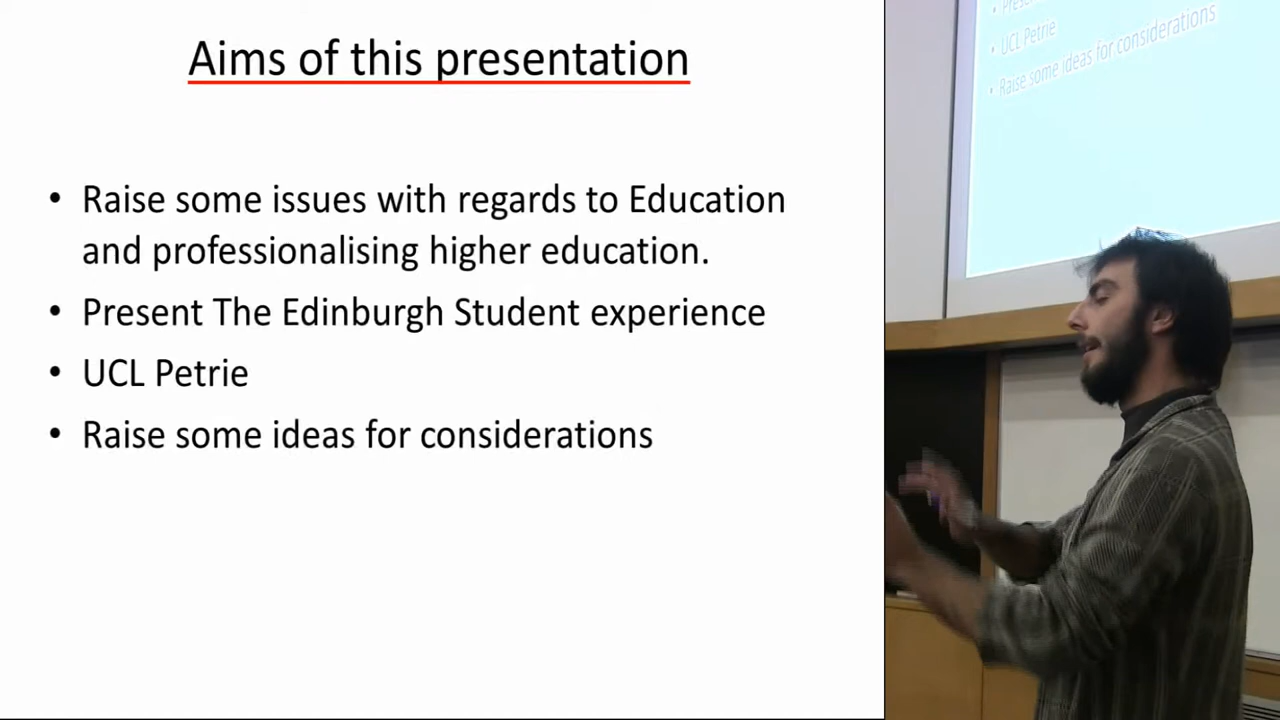 Aims of this presentation
• Raise some issues with regards to Education
and professionalising higher education.
• Present The Edinburgh Student experience
• UCL Petrie
• Raise some ideas for considerations
• UCL Petrie
• Raise some ideas for considerations